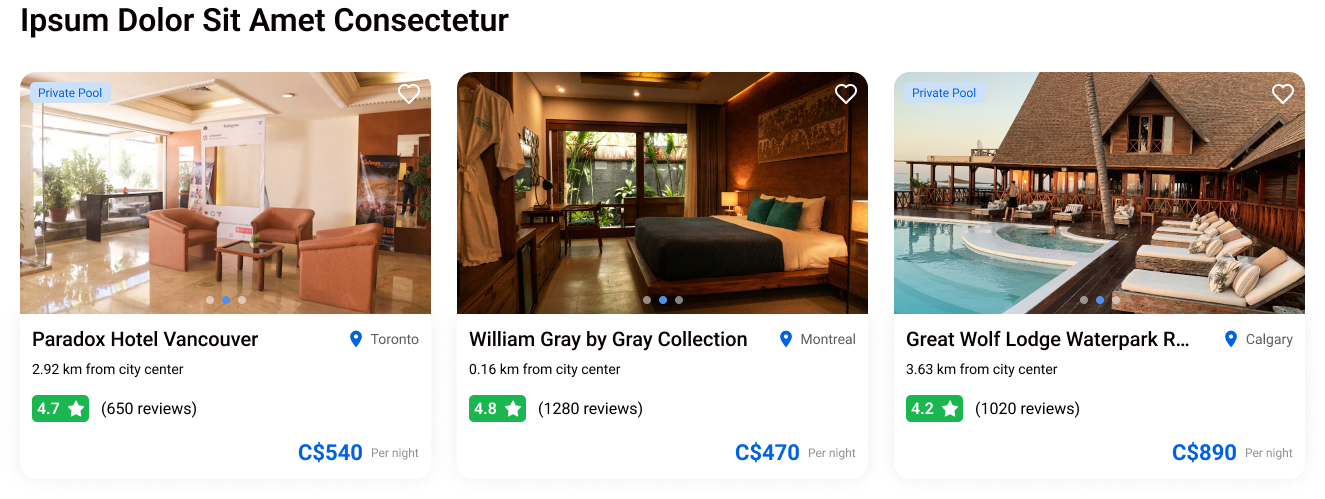 Ipsum Dolor Sit Amet Consectetur
Private Pool
Paradox Hotel Vancouver
Toronto
2.92 km from city center
4.7
(650 reviews)
C$540 Per night
William Gray by Gray Collection
Montreal
0.16 km from city center
4.8
(1280 reviews)
C$470 Per night
Private Pool
Great Wolf Lodge Waterpark R...
Calgary
3.63 km from city center
4.2
(1020 reviews)
C$890 Per night